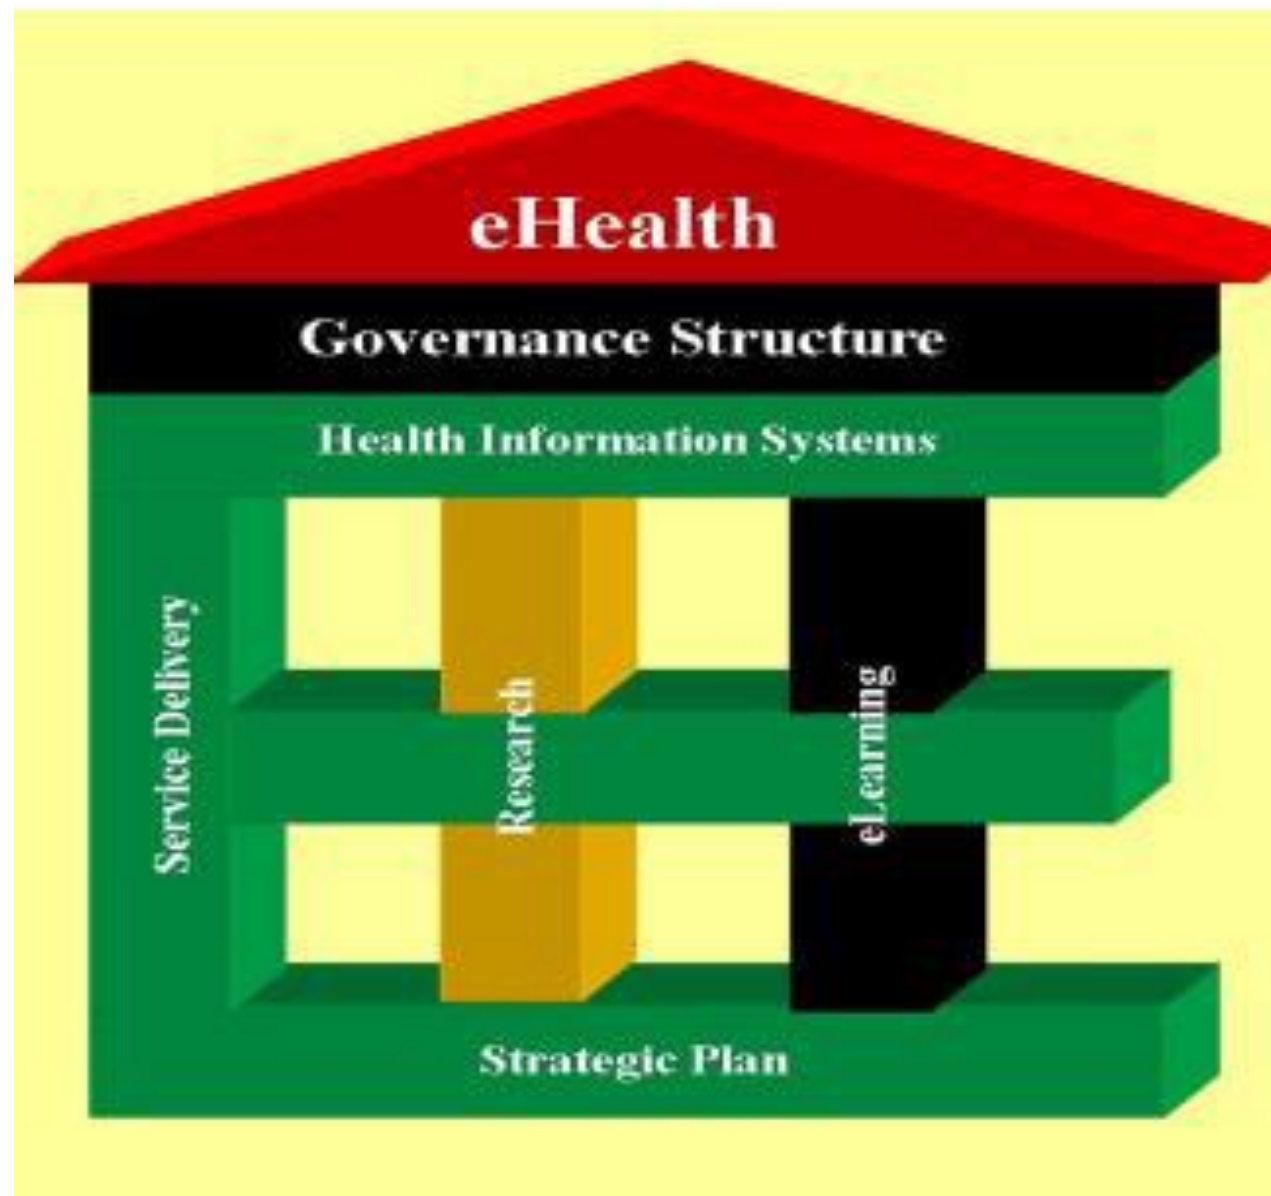 eHealth
Governance Structure
Health Information Systems
Service Delivery
Research
eLearning
Strategic Plan